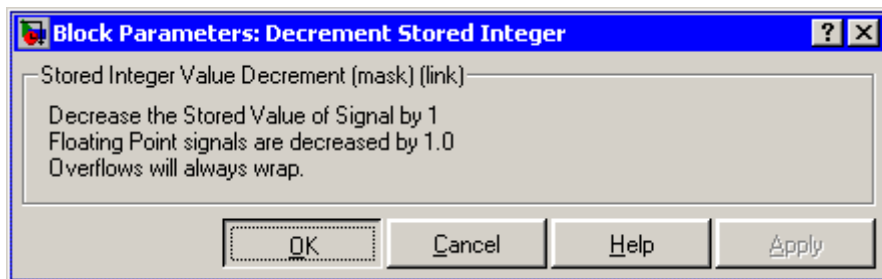 Block Parameters: Decrement Stored Integer
Stored Integer Value Decrement (mask) (link)
Decrease the Stored Value of Signal by 1
Floating Point signals are decreased by 1.0
Overflows will always wrap.
OK Cancel Help Apply